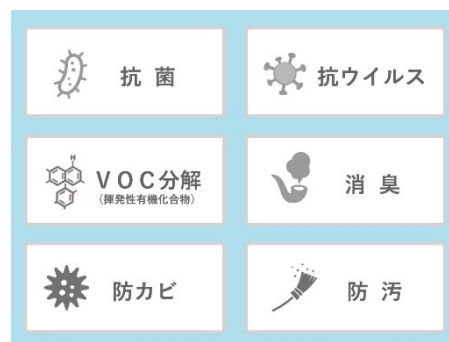 抗菌
抗ウイルス
VOC分解
(揮発性有機化合物)
消臭
防カビ
防汚